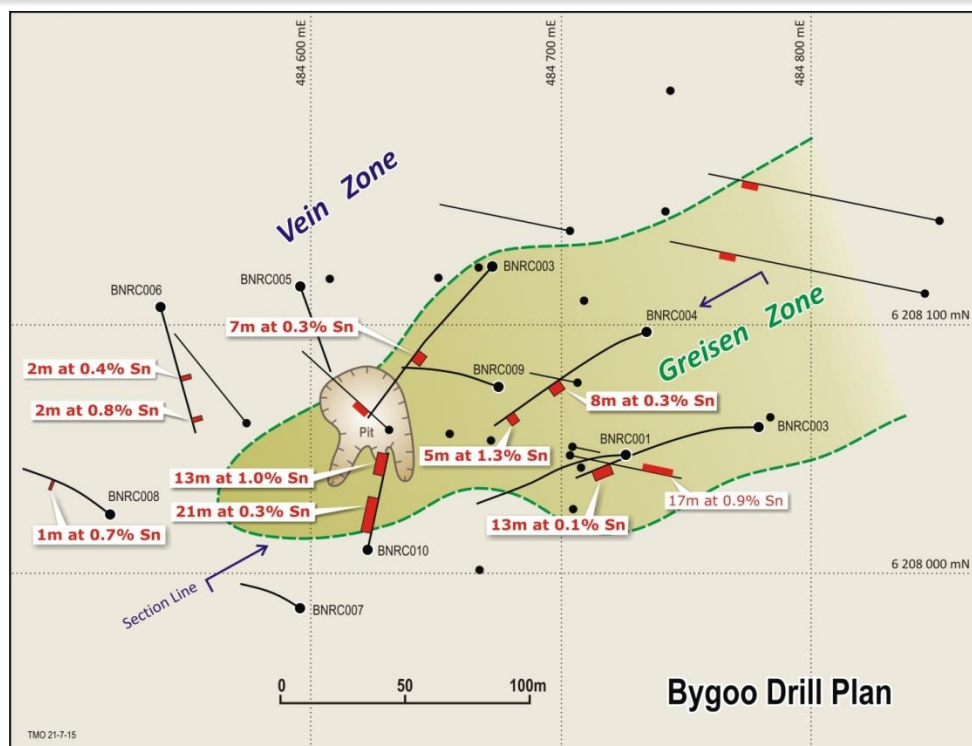 484 600 mE
484 700 mE
484 800 mE
Vein Zone
BNRC003
BNRC005
BNRC006
BNRC004
6 208 100 mN
7m at 0.3% Sn
Greisen Zone
2m at 0.4% Sn
BNRC009
8m at 0.3% Sn
2m at 0.8% Sn
Pit
5m at 1.3% Sn
BNRC001
BNRC003
13m at 1.0% Sn
17m at 0.9% Sn
BNRC008
21m at 0.3% Sn
13m at 0.1% Sn
1m at 0.7% Sn
BNRC010
6 208 000 mN
Section Line
BNRC007
0 50 100m
Bygoo Drill Plan
TMO 21-7-15